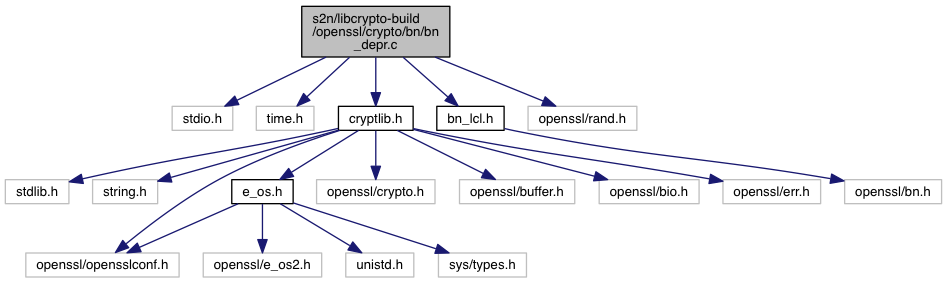 s2n/libcrypto-build
/openssl/crypto/bn/bn
_depr.c
stdio.h
time.h
cryptlib.h
bn_lcl.h
openssl/rand.h
stdlib.h
string.h
e_os.h
openssl/crypto.h
openssl/buffer.h
openssl/bio.h
openssl/err.h
openssl/bn.h
openssl/opensslconf.h
openssl/e_os2.h
unistd.h
sys/types.h